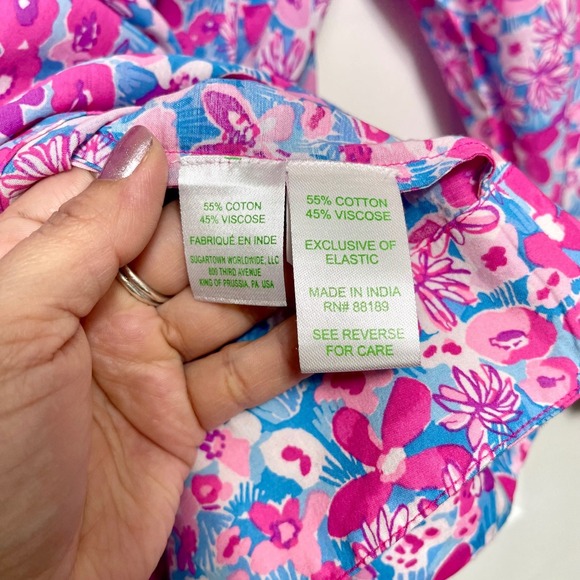 55% COTON
45% VISCOSE
FABRIQUÉ EN INDE
SUGARTOWN WORLDWIDE, LLC
800 THIRD AVENUE
KING OF PRUSSIA, PA USA
55% COTTON
45% VISCOSE
EXCLUSIVE OF
ELASTIC
MADE IN INDIA
RN# 88189
SEE REVERSE
FOR CARE